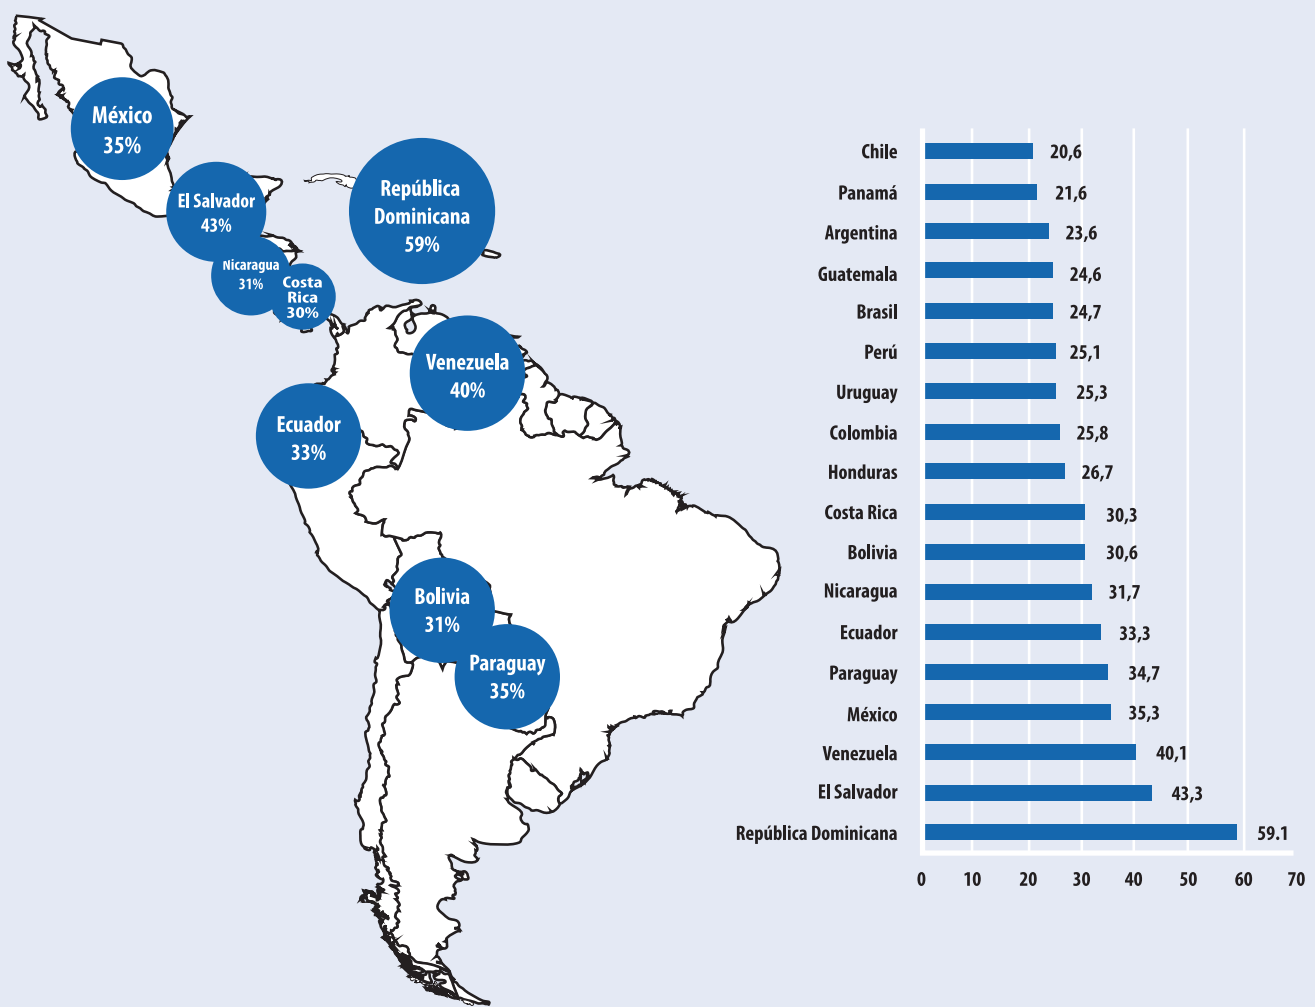 México
35%
El Salvador
43%
Nicaragua
31%
Costa
Rica
30%
República
Dominicana
59%
Venezuela
40%
Ecuador
33%
Bolivia
31%
Paraguay
35%
Chile 20,6
Panamá 21,6
Argentina 23,6
Guatemala 24,6
Brasil 24,7
Perú 25,1
Uruguay 25,3
Colombia 25,8
Honduras 26,7
Costa Rica 30,3
Bolivia 30,6
Nicaragua 31,7
Ecuador 33,3
Paraguay 34,7
México 35,3
Venezuela 40,1
El Salvador 43,3
República Dominicana 59.1
0 10 20 30 40 50 60 70